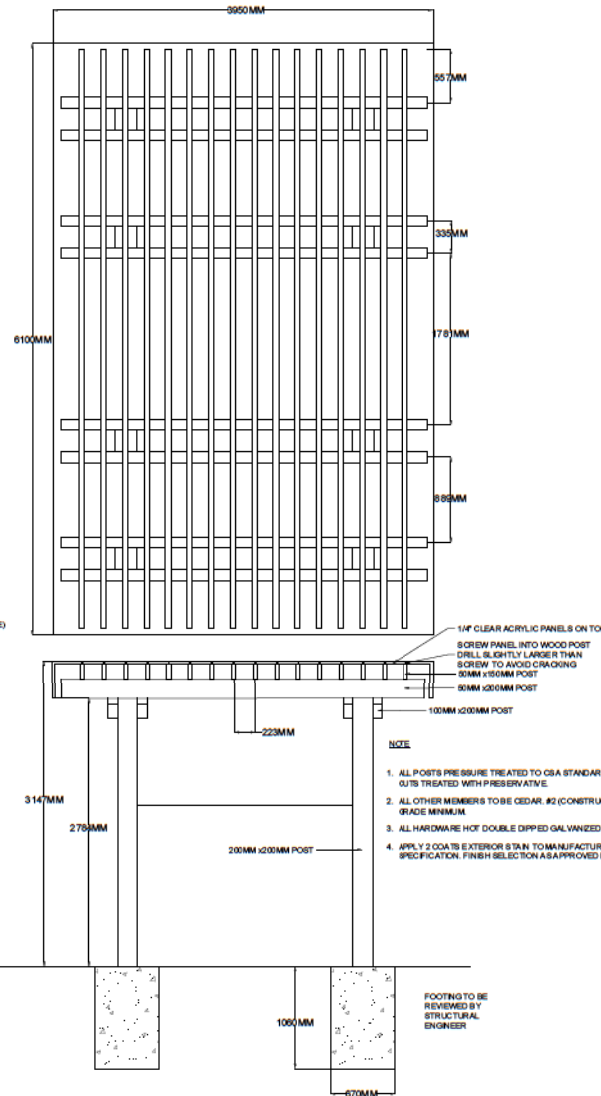 3950MM
557MM
335MM
6100MM
1781MM
889MM
E)
1/4" CLEAR ACRYLIC PANELS ON TO
SCREW PANEL INTO WOOD POST
DRILL SLIGHTLY LARGER THAN
SCREW TO AVOID CRACKING
50MM x150MM POST
50MM x200MM POST
100MM x200MM POST
223MM
NOTE
1. ALL POSTS PRESSURE TREATED TO CSA STANDAR
CUTS TREATED WITH PRESERVATIVE.
2. ALL OTHER MEMBERS TO BE CEDAR. #2 (CONSTRU
GRADE MINIMUM.
3. ALL HARDWARE HOT DOUBLE DIPPED GALVANIZED
4. APPLY 2 COATS EXTERIOR STAIN TO MANUFACTUR
SPECIFICATION. FINISH SELECTION AS APPROVED
3147MM
200MM x200MM POST
FOOTING TO BE
REVIEWED BY
STRUCTURAL
ENGINEER
1060MM
670MM